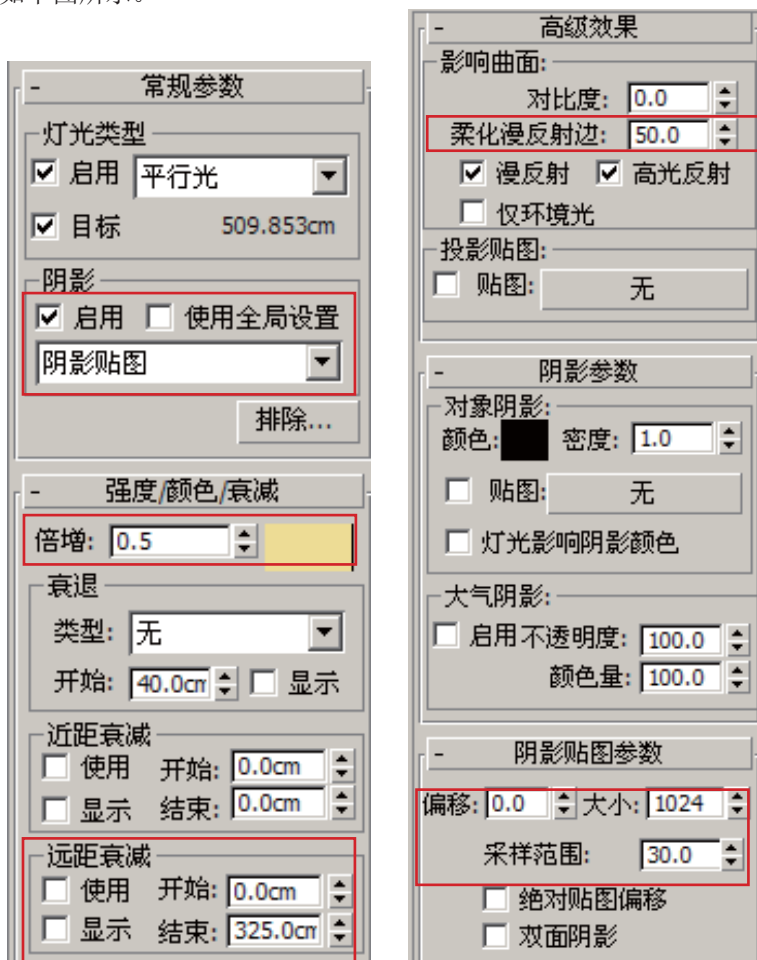 如下图所示。
- 常规参数
灯光类型
启用 平行光
目标 509.853cm
阴影
启用 使用全局设置
阴影贴图
排除...
- 强度/颜色/衰减
倍增: 0.5
衰退
类型: 无
开始: 40.0cm 显示
近距衰减
使用 开始: 0.0cm
显示 结束: 0.0cm
远距衰减
使用 开始: 0.0cm
显示 结束: 325.0cm
- 高级效果
影响曲面:
对比度: 0.0
柔化漫反射边: 50.0
漫反射 高光反射
仅环境光
投影贴图:
贴图: 无
- 阴影参数
对象阴影:
颜色: 密度: 1.0
贴图: 无
灯光影响阴影颜色
大气阴影:
启用不透明度: 100.0
颜色量: 100.0
- 阴影贴图参数
偏移: 0.0 大小: 1024
采样范围: 30.0
绝对贴图偏移
双面阴影